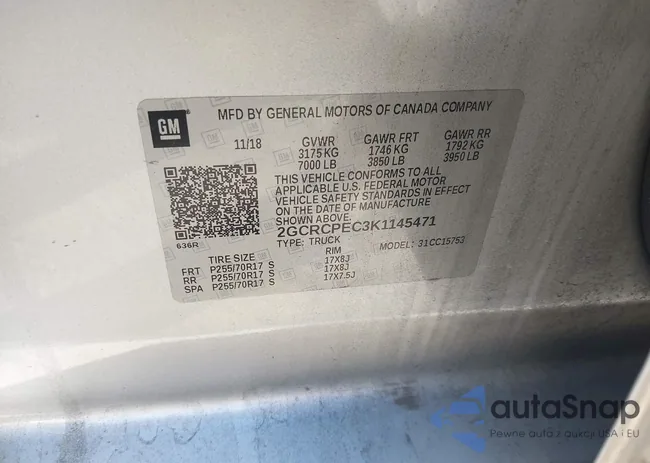 GM
MFD BY GENERAL MOTORS OF CANADA COMPANY
11/18 GVWR GAWR FRT GAWR RR
3175 KG 1746 KG 1792 KG
7000 LB 3850 LB 3950 LB
THIS VEHICLE CONFORMS TO ALL
APPLICABLE U.S. FEDERAL MOTOR
VEHICLE SAFETY STANDARDS IN EFFECT
ON THE DATE OF MANUFACTURE
SHOWN ABOVE.
2GCRCPEC3K1145471
TYPE: TRUCK MODEL: 31CC15753
636R
TIRE SIZE RIM
FRT P255/70R17 S 17X8J
RR P255/70R17 S 17X8J
SPA P255/70R17 S 17X7.5J
autaSnap
Pewne auta z aukcji USA i EU